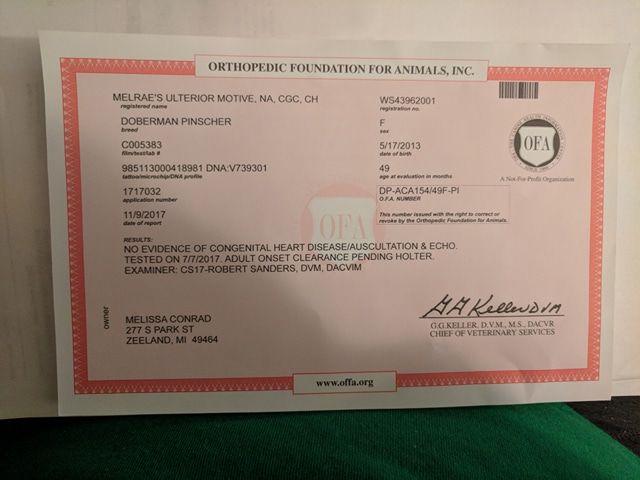 ORTHOPEDIC FOUNDATION FOR ANIMALS, INC.
MELRAE'S ULTERIOR MOTIVE, NA, CGC, CH
registered name
WS43962001
registration no.
DOBERMAN PINSCHER
breed
F
sex
C005383
film/test/lab #
5/17/2013
date of birth
985113000418981 DNA:V739301
tattoo/microchip/DNA profile
49
age at evaluation in months
1717032
application number
DP-ACA154/49F-PI
O.F.A. NUMBER
11/9/2017
date of report
This number issued with the right to correct or
revoke by the Orthopedic Foundation for Animals.
OFA
A Not-For-Profit Organization
OFA
RESULTS:
NO EVIDENCE OF CONGENITAL HEART DISEASE/AUSCULTATION & ECHO.
TESTED ON 7/7/2017. ADULT ONSET CLEARANCE PENDING HOLTER.
EXAMINER: CS17-ROBERT SANDERS, DVM, DACVIM
owner
MELISSA CONRAD
277 S PARK ST
ZEELAND, MI 49464
GG Keller DVM
G.G.KELLER, D.V.M., M.S., DACVR
CHIEF OF VETERINARY SERVICES
www.offa.org